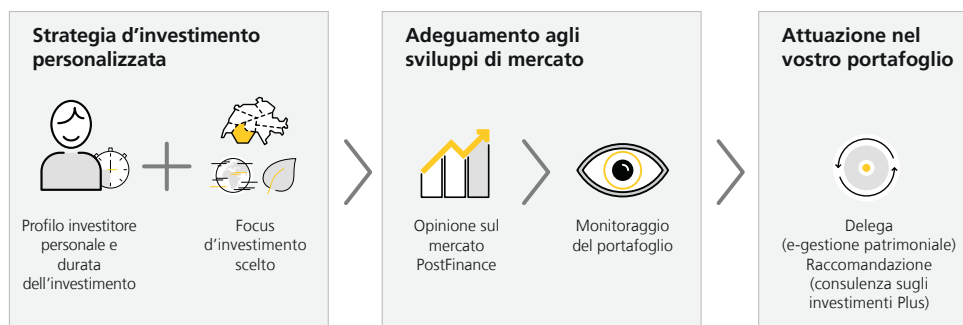 Strategia d’investimento
personalizzata
Profilo investitore
personale e
durata
dell’investimento
Focus
d’investimento
scelto
Adeguamento agli
sviluppi di mercato
Opinione sul
mercato
PostFinance
Monitoraggio
del portafoglio
Attuazione nel
vostro portafoglio
Delega
(e-gestione patrimoniale)
Raccomandazione
(consulenza sugli
investimenti Plus)